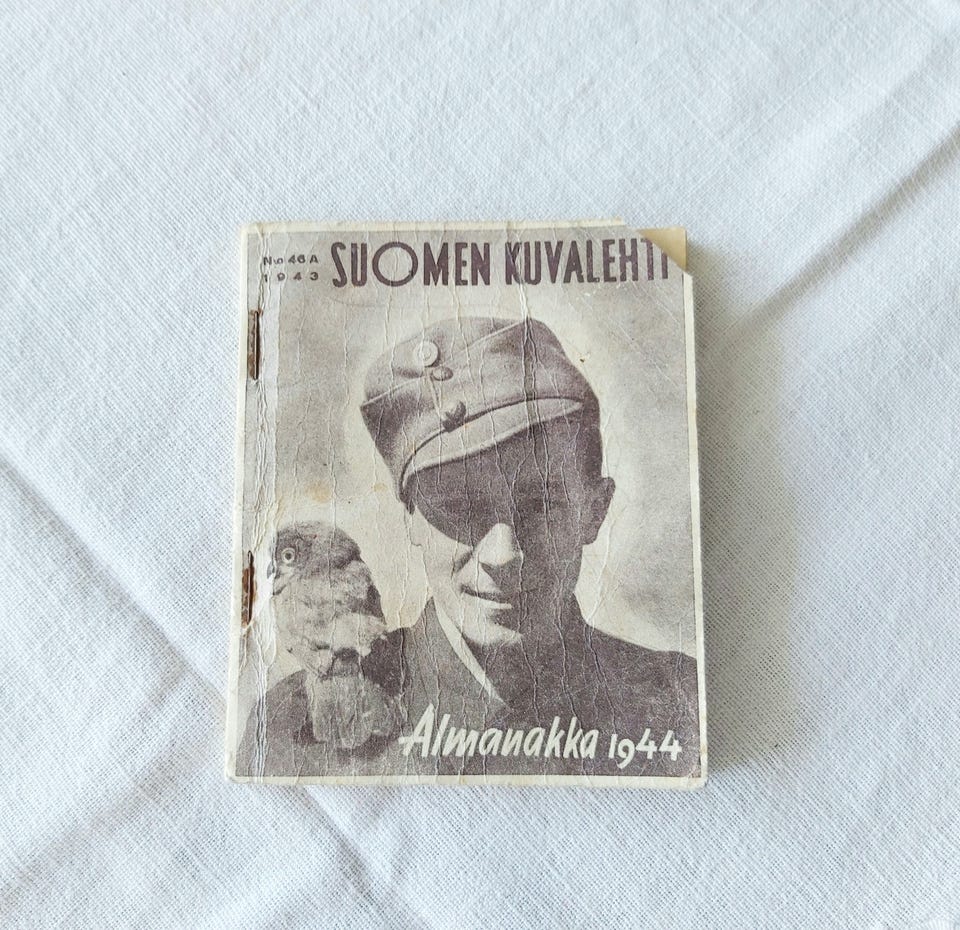 No 46 A
1943
SUOMEN KUVALEHTI
Almanakka 1944